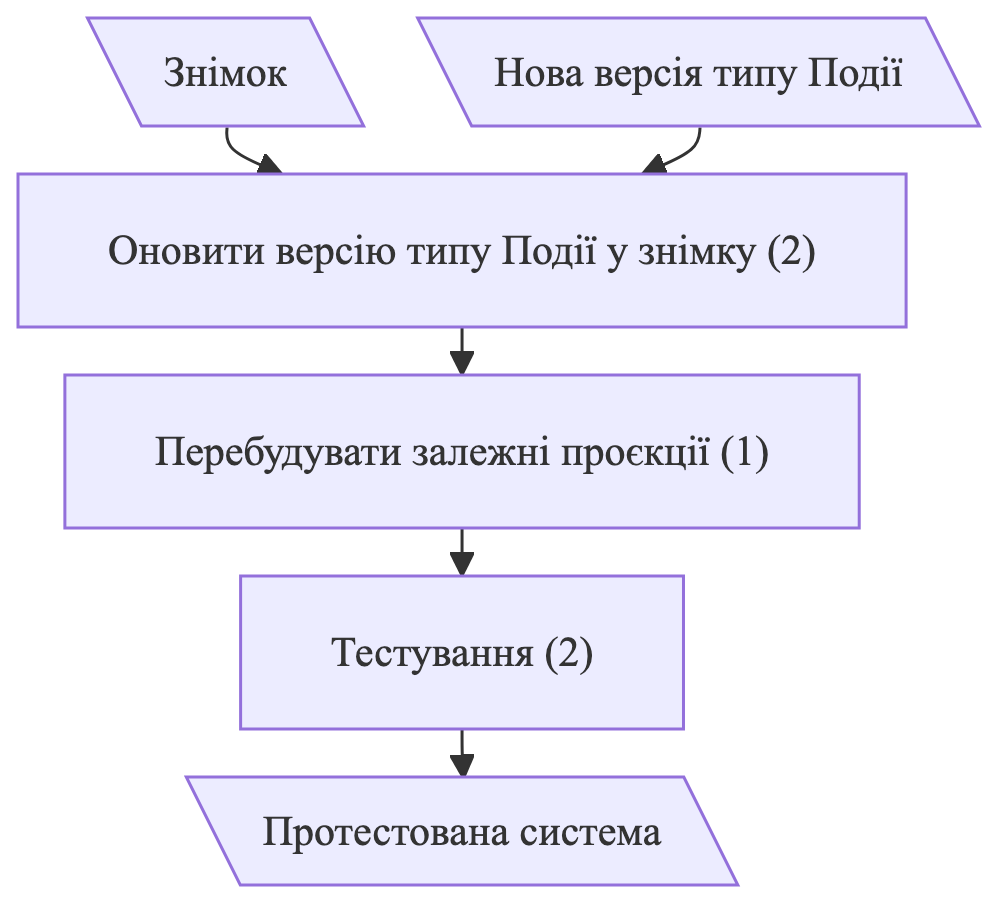 Знімок
Нова версія типу Події
Оновити версію типу Події у знімку (2)
Перебудувати залежні проєкції (1)
Тестування (2)
Протестована система